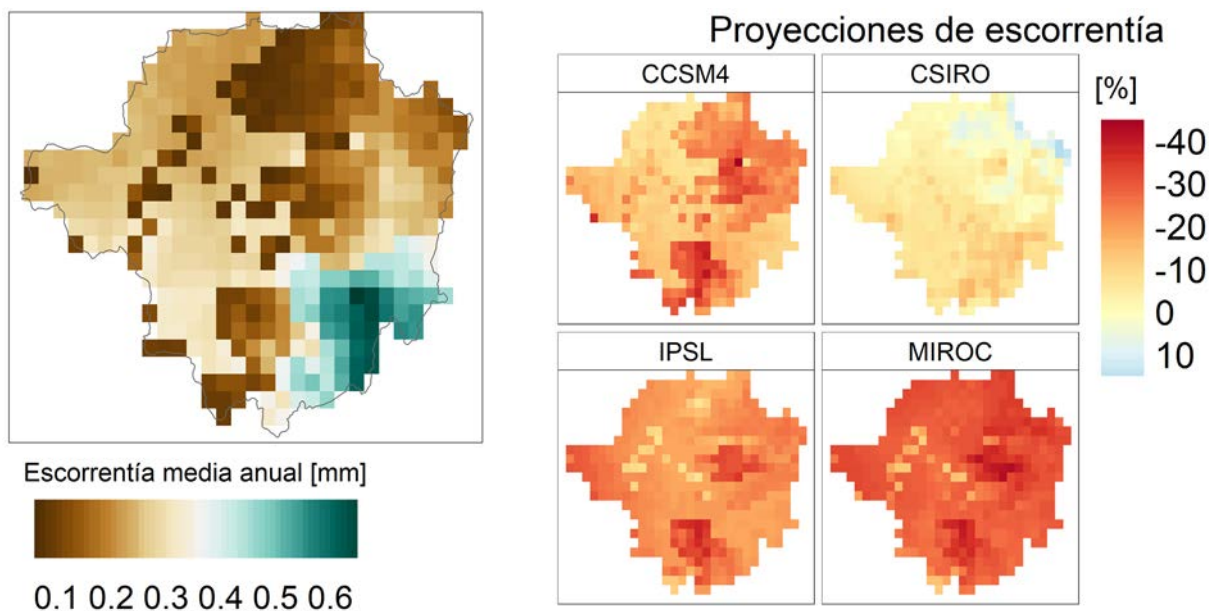 Escorrentía media anual [mm]
0.1 0.2 0.3 0.4 0.5 0.6
Proyecciones de escorrentía
CCSM4
CSIRO
IPSL
MIROC
[%]
-40
-30
-20
-10
0
10